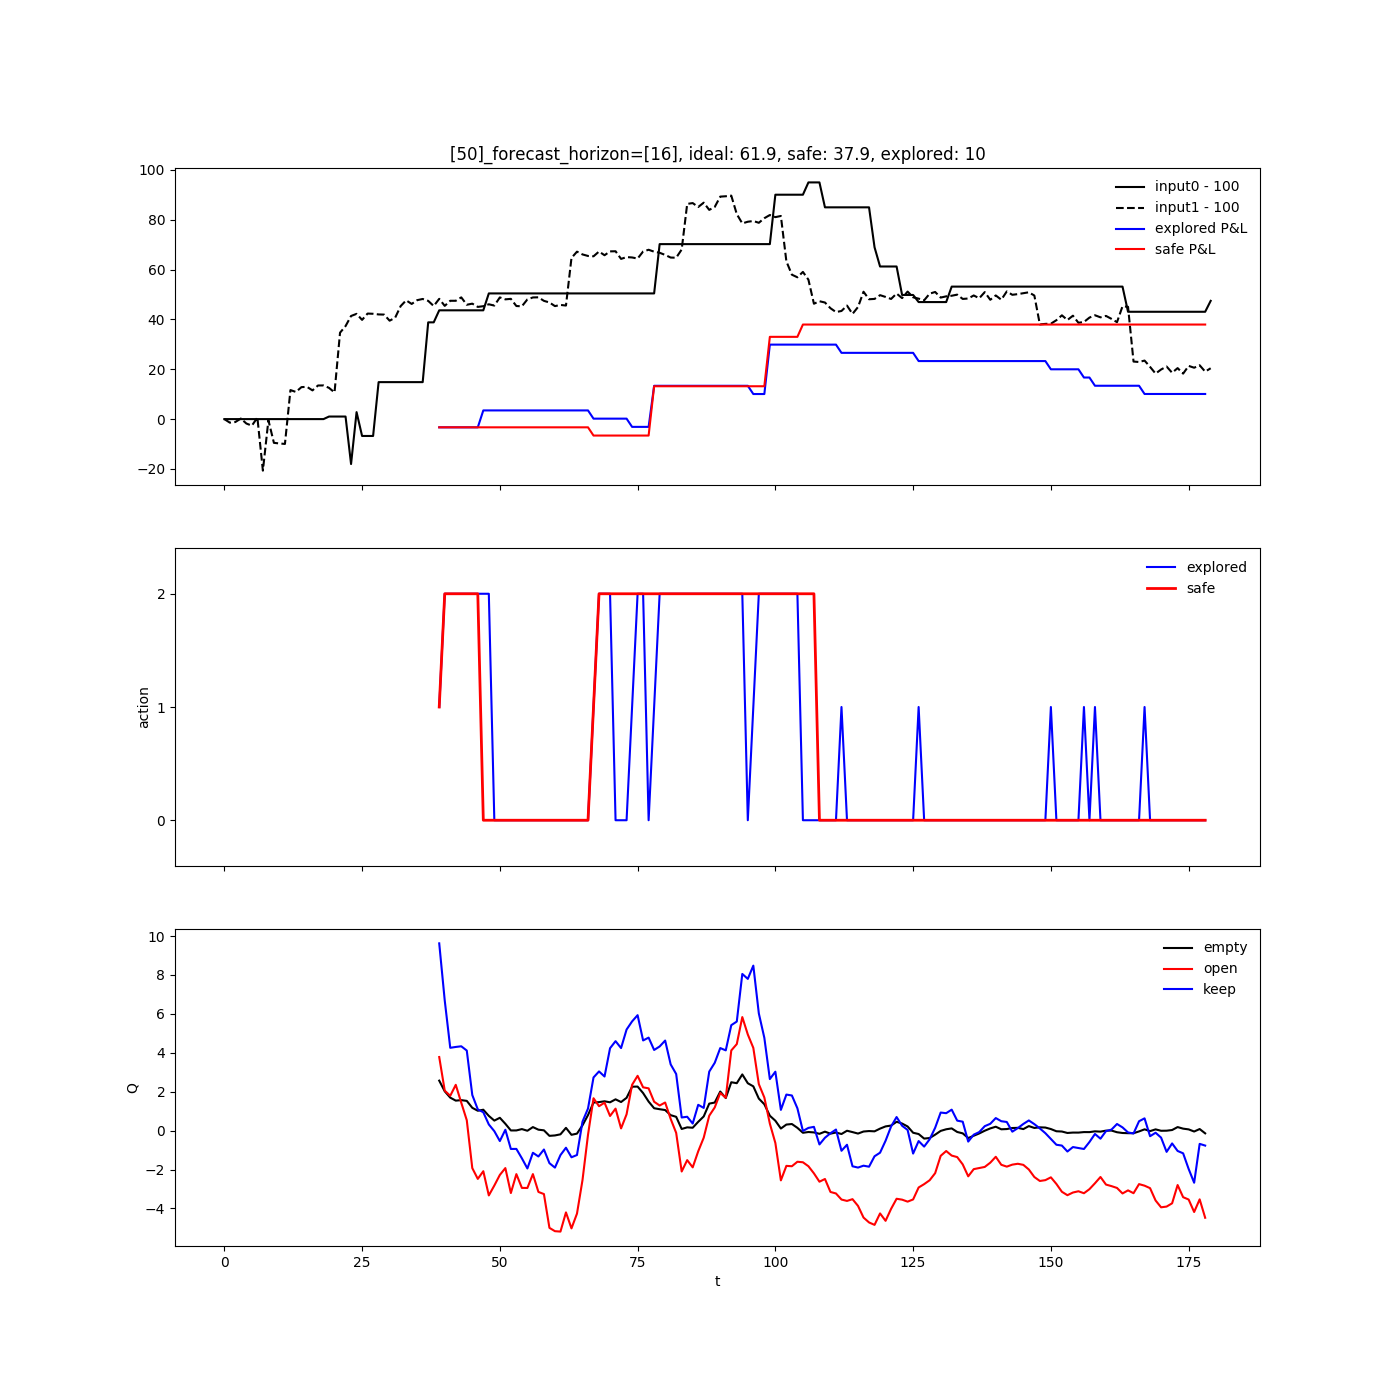 [50]_forecast_horizon=[16], ideal: 61.9, safe: 37.9, explored: 10
100
80
60
40
20
0
−20
input0 - 100
input1 - 100
explored P&L
safe P&L
action
2
1
0
explored
safe
Q
10
8
6
4
2
0
−2
−4
empty
open
keep
0 25 50 75 100 125 150 175
t